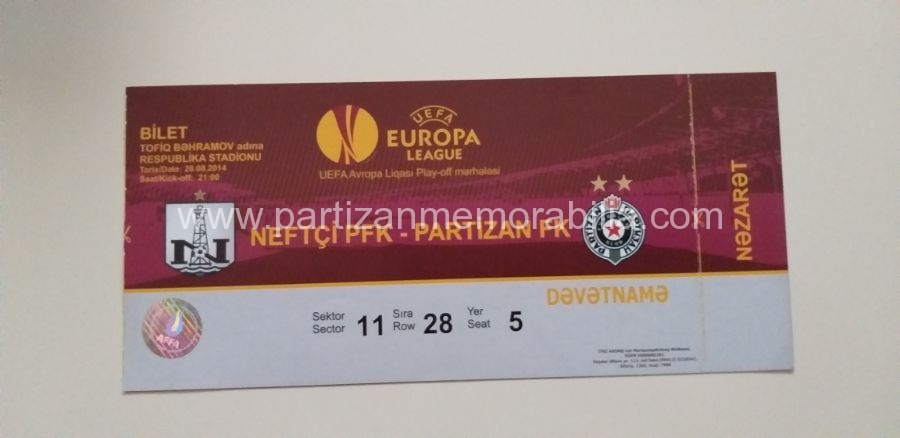 BİLET
TOFİQ BƏHRAMOV adına
RESPUBLİKA STADİONU
Tarix/Date: 28.08.2014
Saat/Kick-off: 21:00
UEFA
EUROPA
LEAGUE
UEFA Avropa Liqası Play-off mərhələsi
www.partizanmemorabilia.com
NEFTÇİ PFK - PARTİZAN FK
N
NƏZARƏT
DƏVƏTNAMƏ
AFFA
Sektor
Sector 11
Sıra
Row 28
Yer
Seat 5